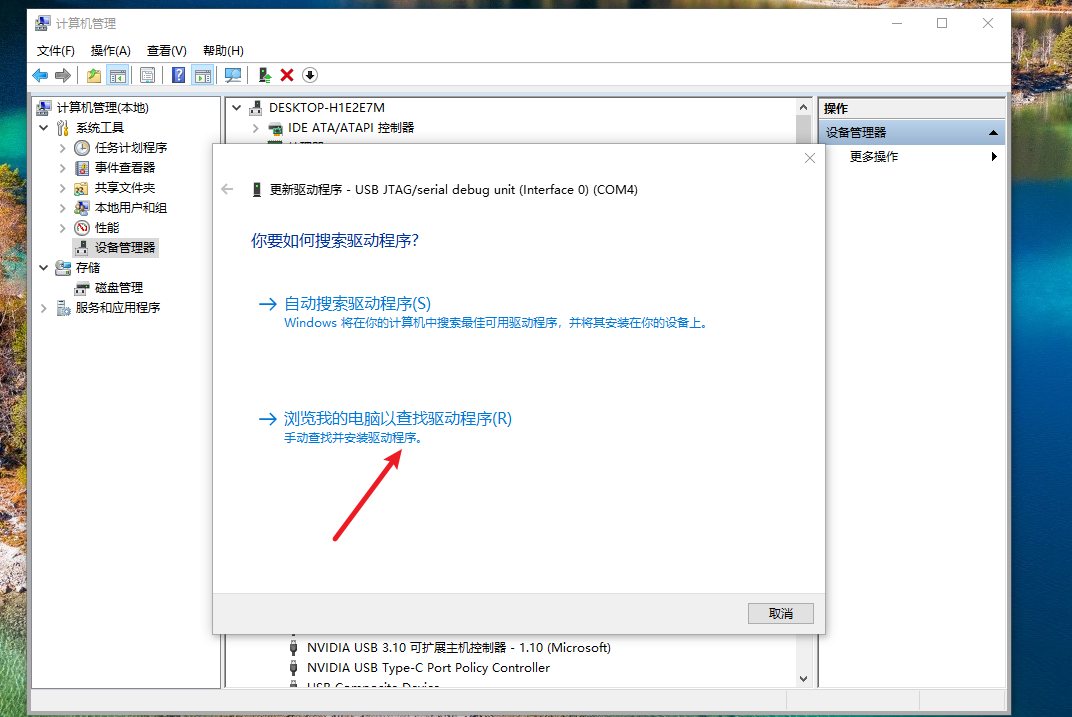 计算机管理
文件(F) 操作(A) 查看(V) 帮助(H)
计算机管理(本地)
系统工具
任务计划程序
事件查看器
共享文件夹
本地用户和组
性能
设备管理器
存储
磁盘管理
服务和应用程序
DESKTOP-H1E2E7M
IDE ATA/ATAPI 控制器
操作
设备管理器
更多操作
更新驱动程序 - USB JTAG/serial debug unit (Interface 0) (COM4)
你要如何搜索驱动程序?
自动搜索驱动程序(S)
Windows 将在你的计算机中搜索最佳可用驱动程序，并将其安装在你的设备上。
浏览我的电脑以查找驱动程序(R)
手动查找并安装驱动程序。
取消
NVIDIA USB 3.10 可扩展主机控制器 - 1.10 (Microsoft)
NVIDIA USB Type-C Port Policy Controller
USB Composite Device